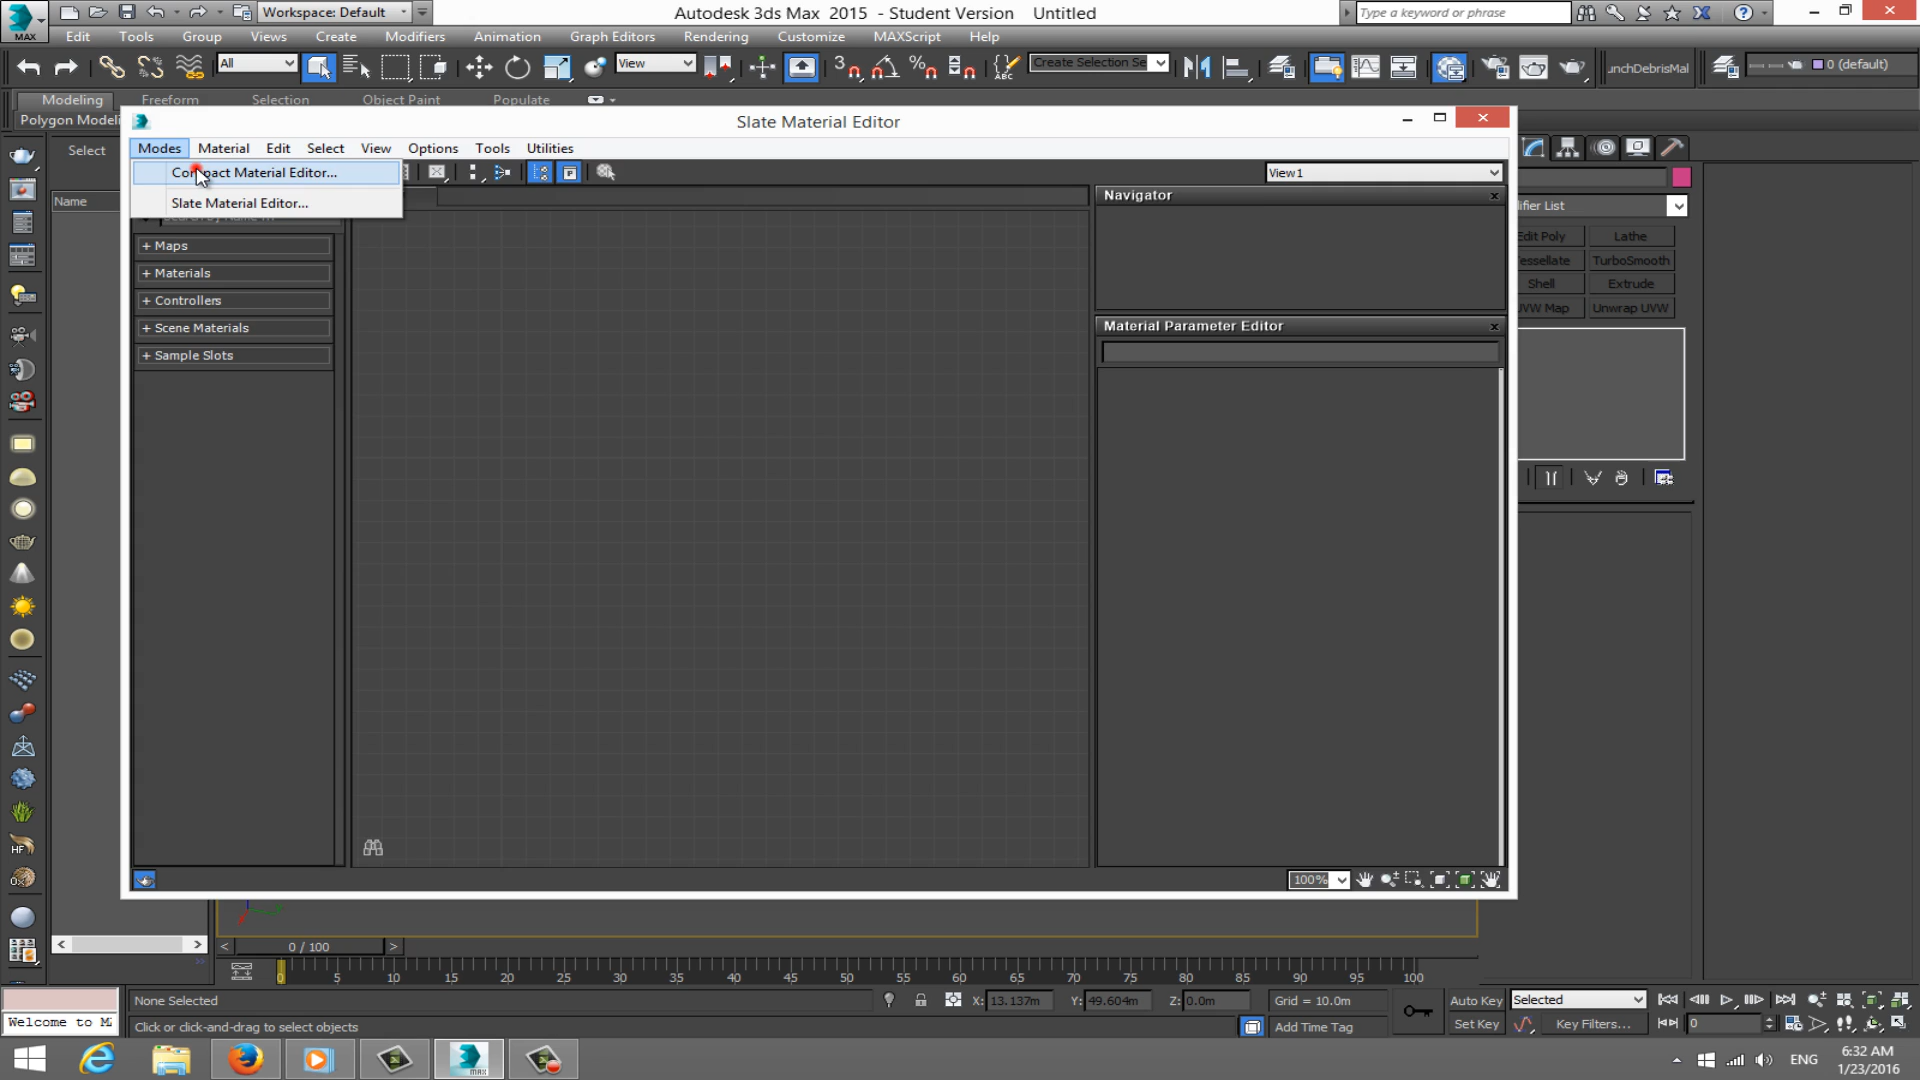 Workspace: Default
Autodesk 3ds Max 2015 - Student Version Untitled
Type a keyword or phrase
MAX
Edit Tools Group Views Create Modifiers Animation Graph Editors Rendering Customize MAXScript Help
All
View
3
ABC
Create Selection Se
unchDebrisMal
0 (default)
Modeling Freeform Selection Object Paint Populate
Polygon Modeli
Slate Material Editor
Select
Modes Material Edit Select View Options Tools Utilities
Compact Material Editor...
View1
Slate Material Editor...
Navigator
Name
ifier List
+ Maps
+ Materials
+ Controllers
+ Scene Materials
+ Sample Slots
Edit Poly Lathe
essellate TurboSmooth
Shell Extrude
UVW Map Unwrap UVW
Material Parameter Editor
HF
100%
< >
< 0 / 100 >
0 5 10 15 20 25 30 35 40 45 50 55 60 65 70 75 80 85 90 95 100
None Selected
X: 13.137m Y: 49.604m Z: 0.0m Grid = 10.0m
Auto Key Selected
Welcome to M
Click or click-and-drag to select objects
Add Time Tag
Set Key Key Filters... 0
MAX
ENG
6:32 AM
1/23/2016